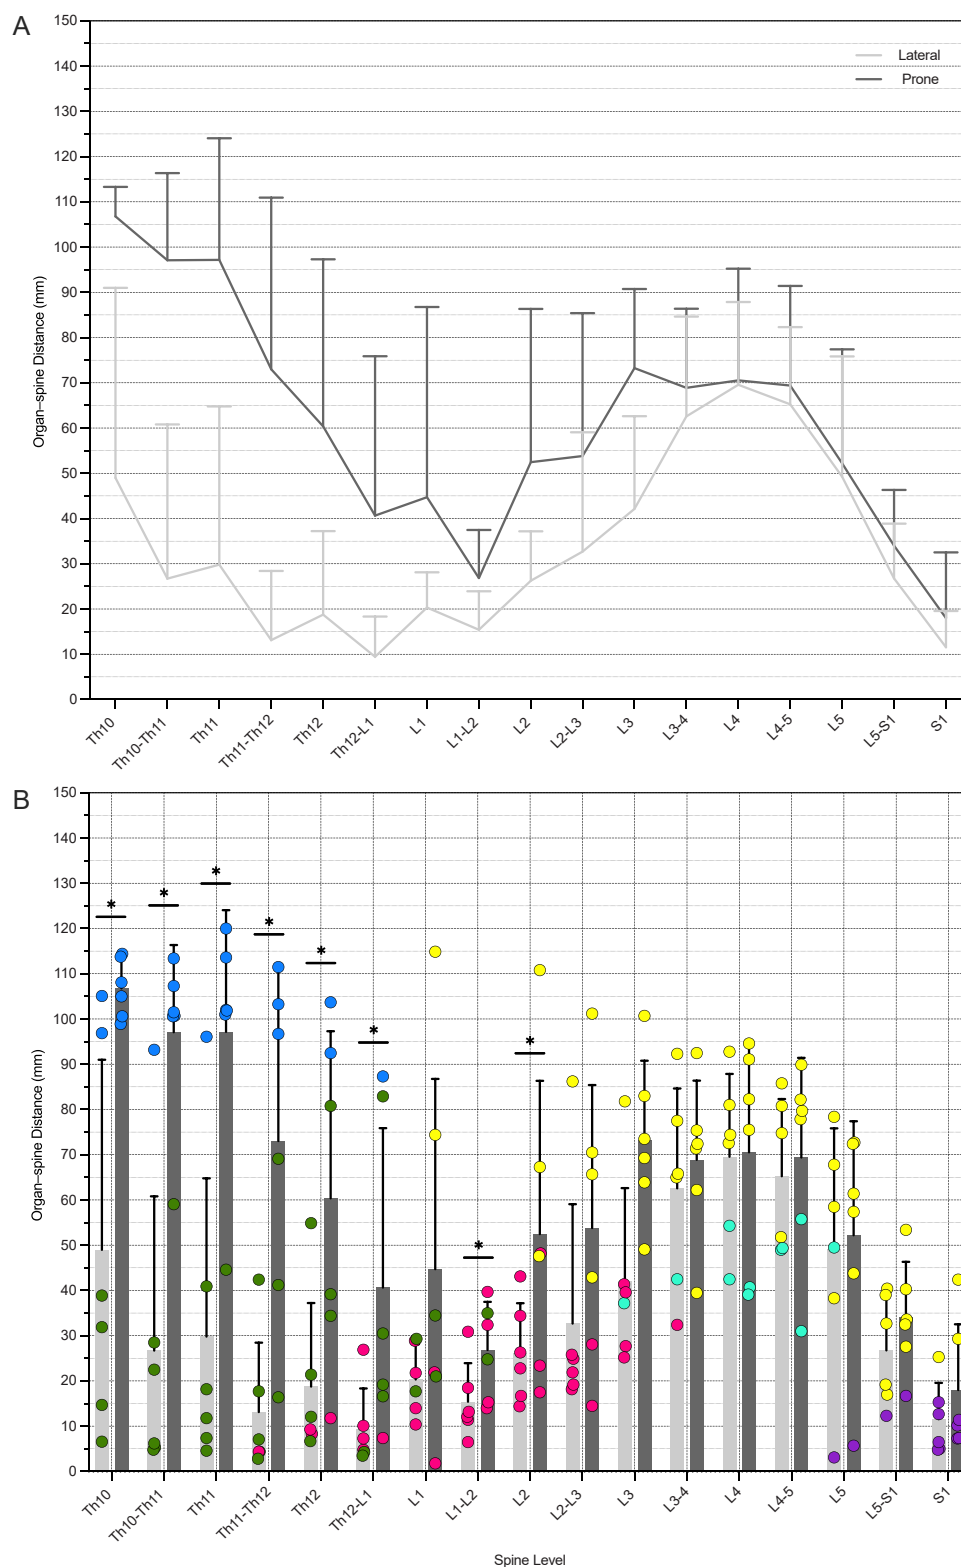 A
150
140
130
120
110
100
90
80
70
60
50
40
30
20
10
0
Organ–spine Distance (mm)
Lateral
Prone
Th10
Th10-Th11
Th11
Th11-Th12
Th12
Th12-L1
L1
L1-L2
L2
L2-L3
L3
L3-4
L4
L4-5
L5
L5-S1
S1
B
150
140
130
120
110
100
90
80
70
60
50
40
30
20
10
0
Organ–spine Distance (mm)
*
*
*
*
*
*
*
*
Th10
Th10-Th11
Th11
Th11-Th12
Th12
Th12-L1
L1
L1-L2
L2
L2-L3
L3
L3-4
L4
L4-5
L5
L5-S1
S1
Spine Level